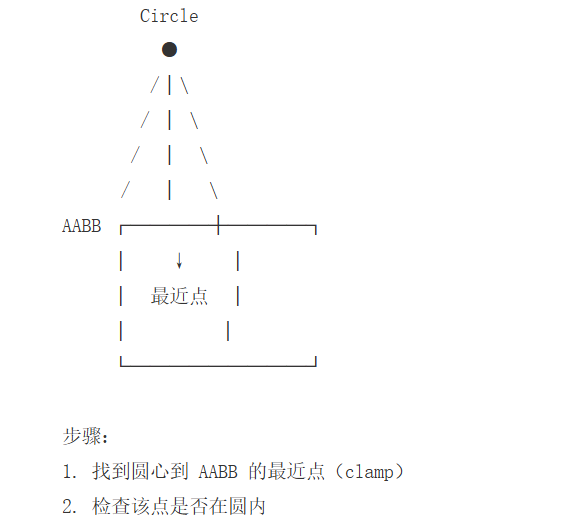 Circle
AABB
最近点
步骤:
1. 找到圆心到 AABB 的最近点（clamp）
2. 检查该点是否在圆内